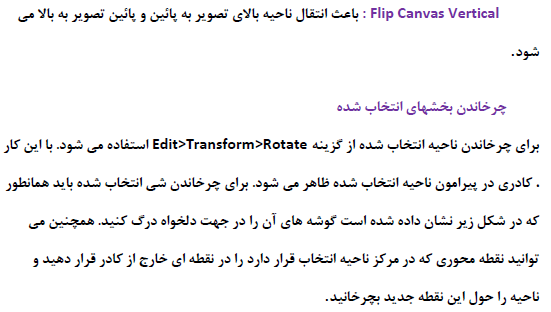 Flip Canvas Vertical : باعث انتقال ناحیه بالای تصویر به پائین و پائین تصویر به بالا می
شود.
چرخاندن بخشهای انتخاب شده
برای چرخاندن ناحیه انتخاب شده از گزینه Edit>Transform>Rotate استفاده می شود. با این کار
. کادری در پیرامون ناحیه انتخاب شده ظاهر می شود. برای چرخاندن شی انتخاب شده باید همانطور
که در شکل زیر نشان داده شده است گوشه های آن را در جهت دلخواه درگ کنید. همچنین می
توانید نقطه محوری که در مرکز ناحیه انتخاب قرار دارد را در نقطه ای خارج از کادر قرار دهید و
ناحیه را حول این نقطه جدید بچرخانید.